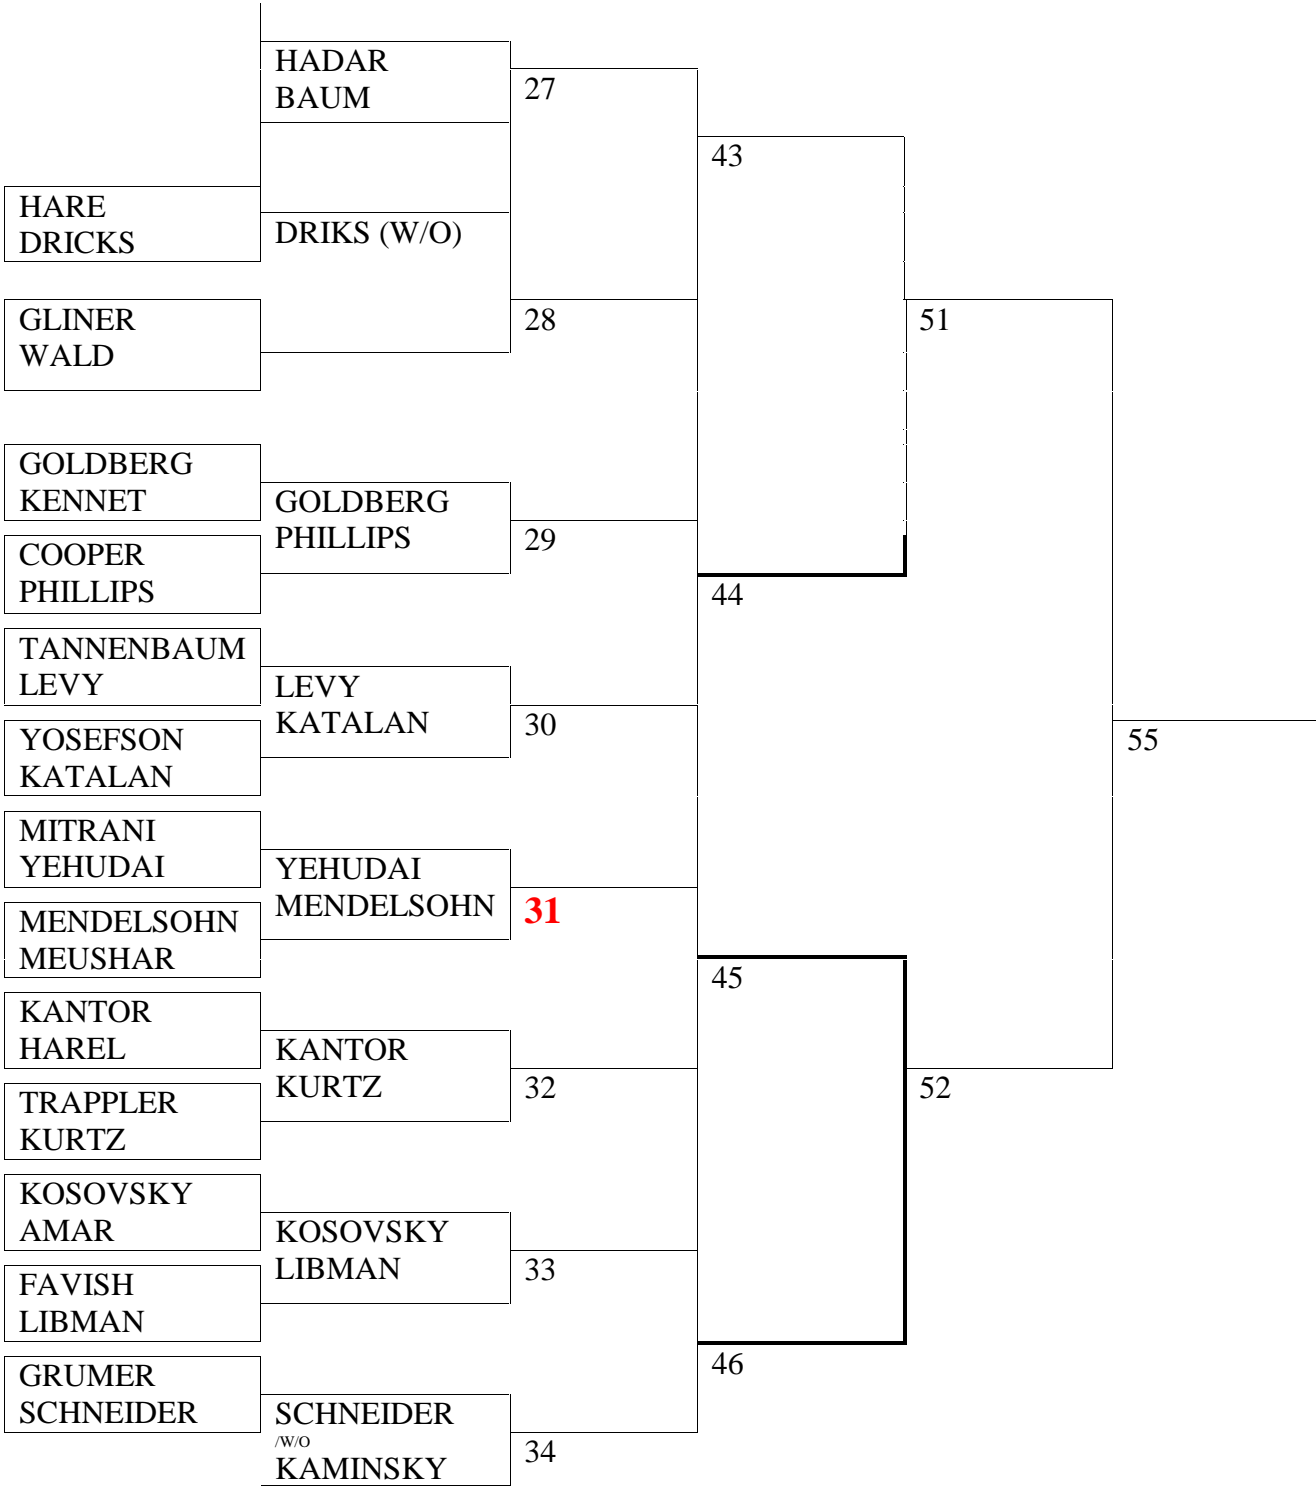 HADAR
BAUM
27
43
HARE
DRICKS
DRIKS (W/O)
GLINER
WALD
28
51
GOLDBERG
KENNET
GOLDBERG
PHILLIPS
29
COOPER
PHILLIPS
44
TANNENBAUM
LEVY
LEVY
KATALAN
30
YOSEFSON
KATALAN
55
MITRANI
YEHUDAI
YEHUDAI
MENDELSOHN
31
MENDELSOHN
MEUSHAR
45
KANTOR
HAREL
KANTOR
KURTZ
32
52
TRAPPLER
KURTZ
KOSOVSKY
AMAR
KOSOVSKY
LIBMAN
33
FAVISH
LIBMAN
46
GRUMER
SCHNEIDER
SCHNEIDER
/W/O
KAMINSKY
34